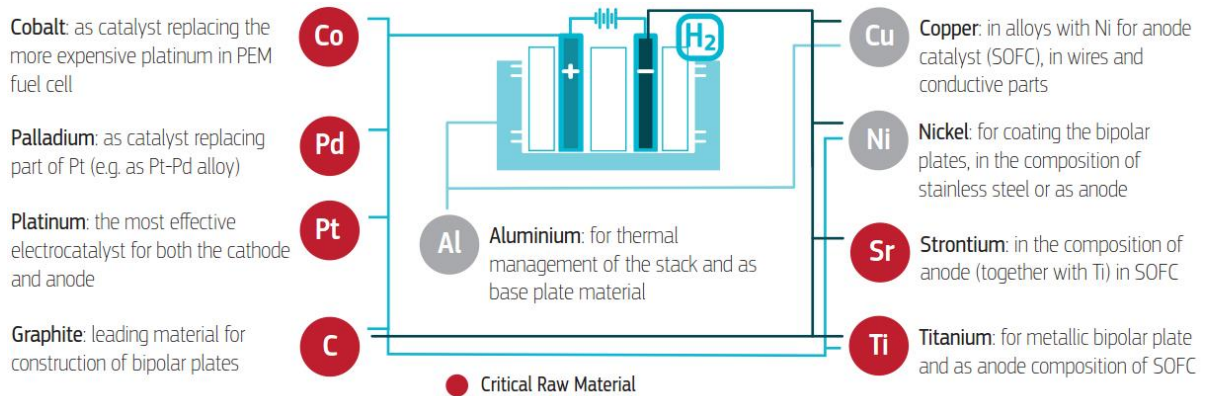 Cobalt: as catalyst replacing the
more expensive platinum in PEM
fuel cell
Co
Palladium: as catalyst replacing
part of Pt (e.g. as Pt-Pd alloy)
Pd
Platinum: the most effective
electrocatalyst for both the cathode
and anode
Pt
Graphite: leading material for
construction of bipolar plates
C
+
−
H2
Al
Aluminium: for thermal
management of the stack and as
base plate material
Cu
Copper: in alloys with Ni for anode
catalyst (SOFC), in wires and
conductive parts
Ni
Nickel: for coating the bipolar
plates, in the composition of
stainless steel or as anode
Sr
Strontium: in the composition of
anode (together with Ti) in SOFC
Ti
Titanium: for metallic bipolar plate
and as anode composition of SOFC
Critical Raw Material